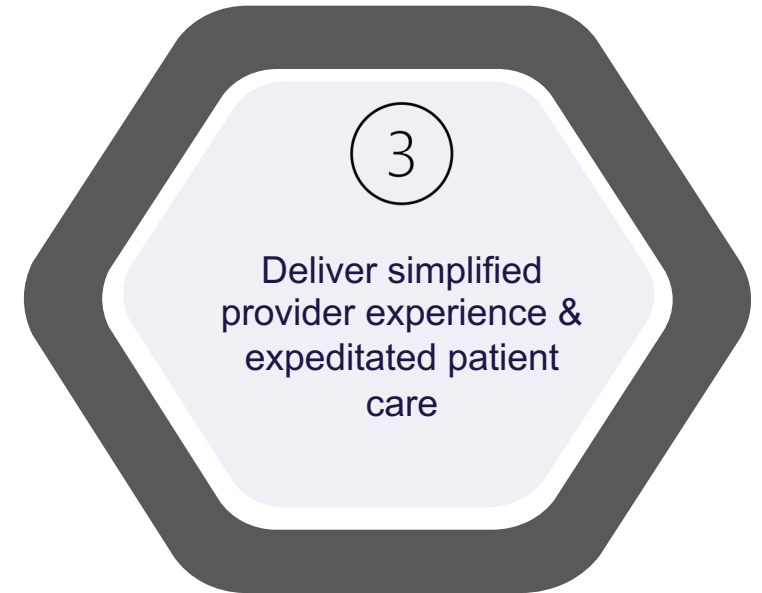 3
Deliver simplified
provider experience &
expeditated patient
care